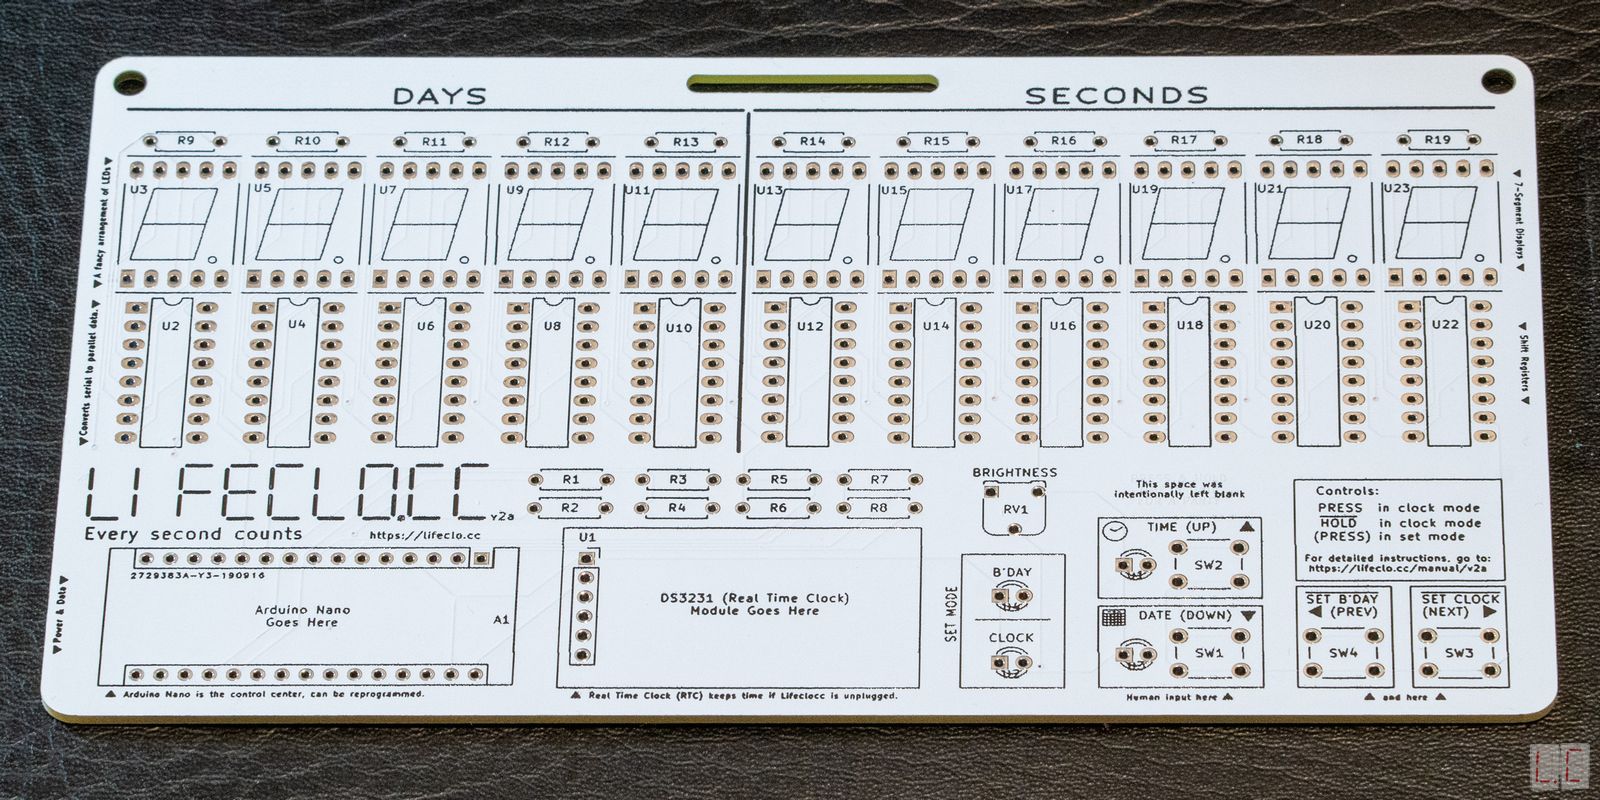 DAYS
SECONDS
R9 R10 R11 R12 R13 R14 R15 R16 R17 R18 R19
U3 U5 U7 U9 U11 U13 U15 U17 U19 U21 U23
▲ A fancy arrangement of LEDs ▼
▲ 7-Segment Displays ▼
U2 U4 U6 U8 U10 U12 U14 U16 U18 U20 U22
▼ Converts serial to parallel data. ▼
▼ Shift Registers ▼
LIFECLO.CC v2a
Every second counts
https://lifeclo.cc
R1 R3 R5 R7
R2 R4 R6 R8
BRIGHTNESS
RV1
This space was
intentionally left blank
Controls:
PRESS in clock mode
HOLD in clock mode
(PRESS) in set mode
For detailed instructions, go to:
https://lifeclo.cc/manual/v2a
2729383A-Y3-190916
Arduino Nano
Goes Here
A1
▼ Power & Data ▼
▲ Arduino Nano is the control center, can be reprogrammed.
U1
DS3231 (Real Time Clock)
Module Goes Here
▲ Real Time Clock (RTC) keeps time if Lifeclocc is unplugged.
SET MODE
B'DAY
CLOCK
TIME (UP) ▲
SW2
DATE (DOWN) ▼
SW1
Human input here ▲
SET B'DAY
◀ (PREV)
SW4
SET CLOCK
(NEXT) ▶
SW3
▲ and here ▲
L.C